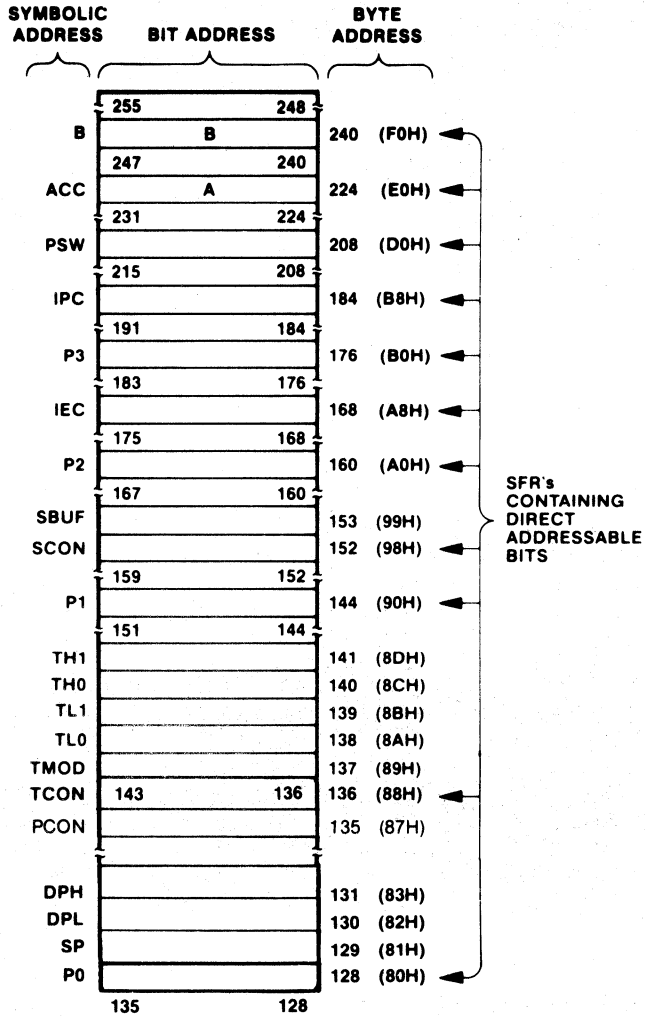 SYMBOLIC ADDRESS BIT ADDRESS BYTE ADDRESS
255 248
B B 240 (F0H)
247 240
ACC A 224 (E0H)
231 224
PSW 208 (D0H)
215 208
IPC 184 (B8H)
191 184
P3 176 (B0H)
183 176
IEC 168 (A8H)
175 168
P2 160 (A0H)
167 160
SBUF 153 (99H)
SCON 152 (98H)
159 152
P1 144 (90H)
151 144
TH1 141 (8DH)
TH0 140 (8CH)
TL1 139 (8BH)
TL0 138 (8AH)
TMOD 137 (89H)
TCON 143 136 136 (88H)
PCON 135 (87H)
DPH 131 (83H)
DPL 130 (82H)
SP 129 (81H)
P0 128 (80H)
135 128
SFR's
CONTAINING
DIRECT
ADDRESSABLE
BITS